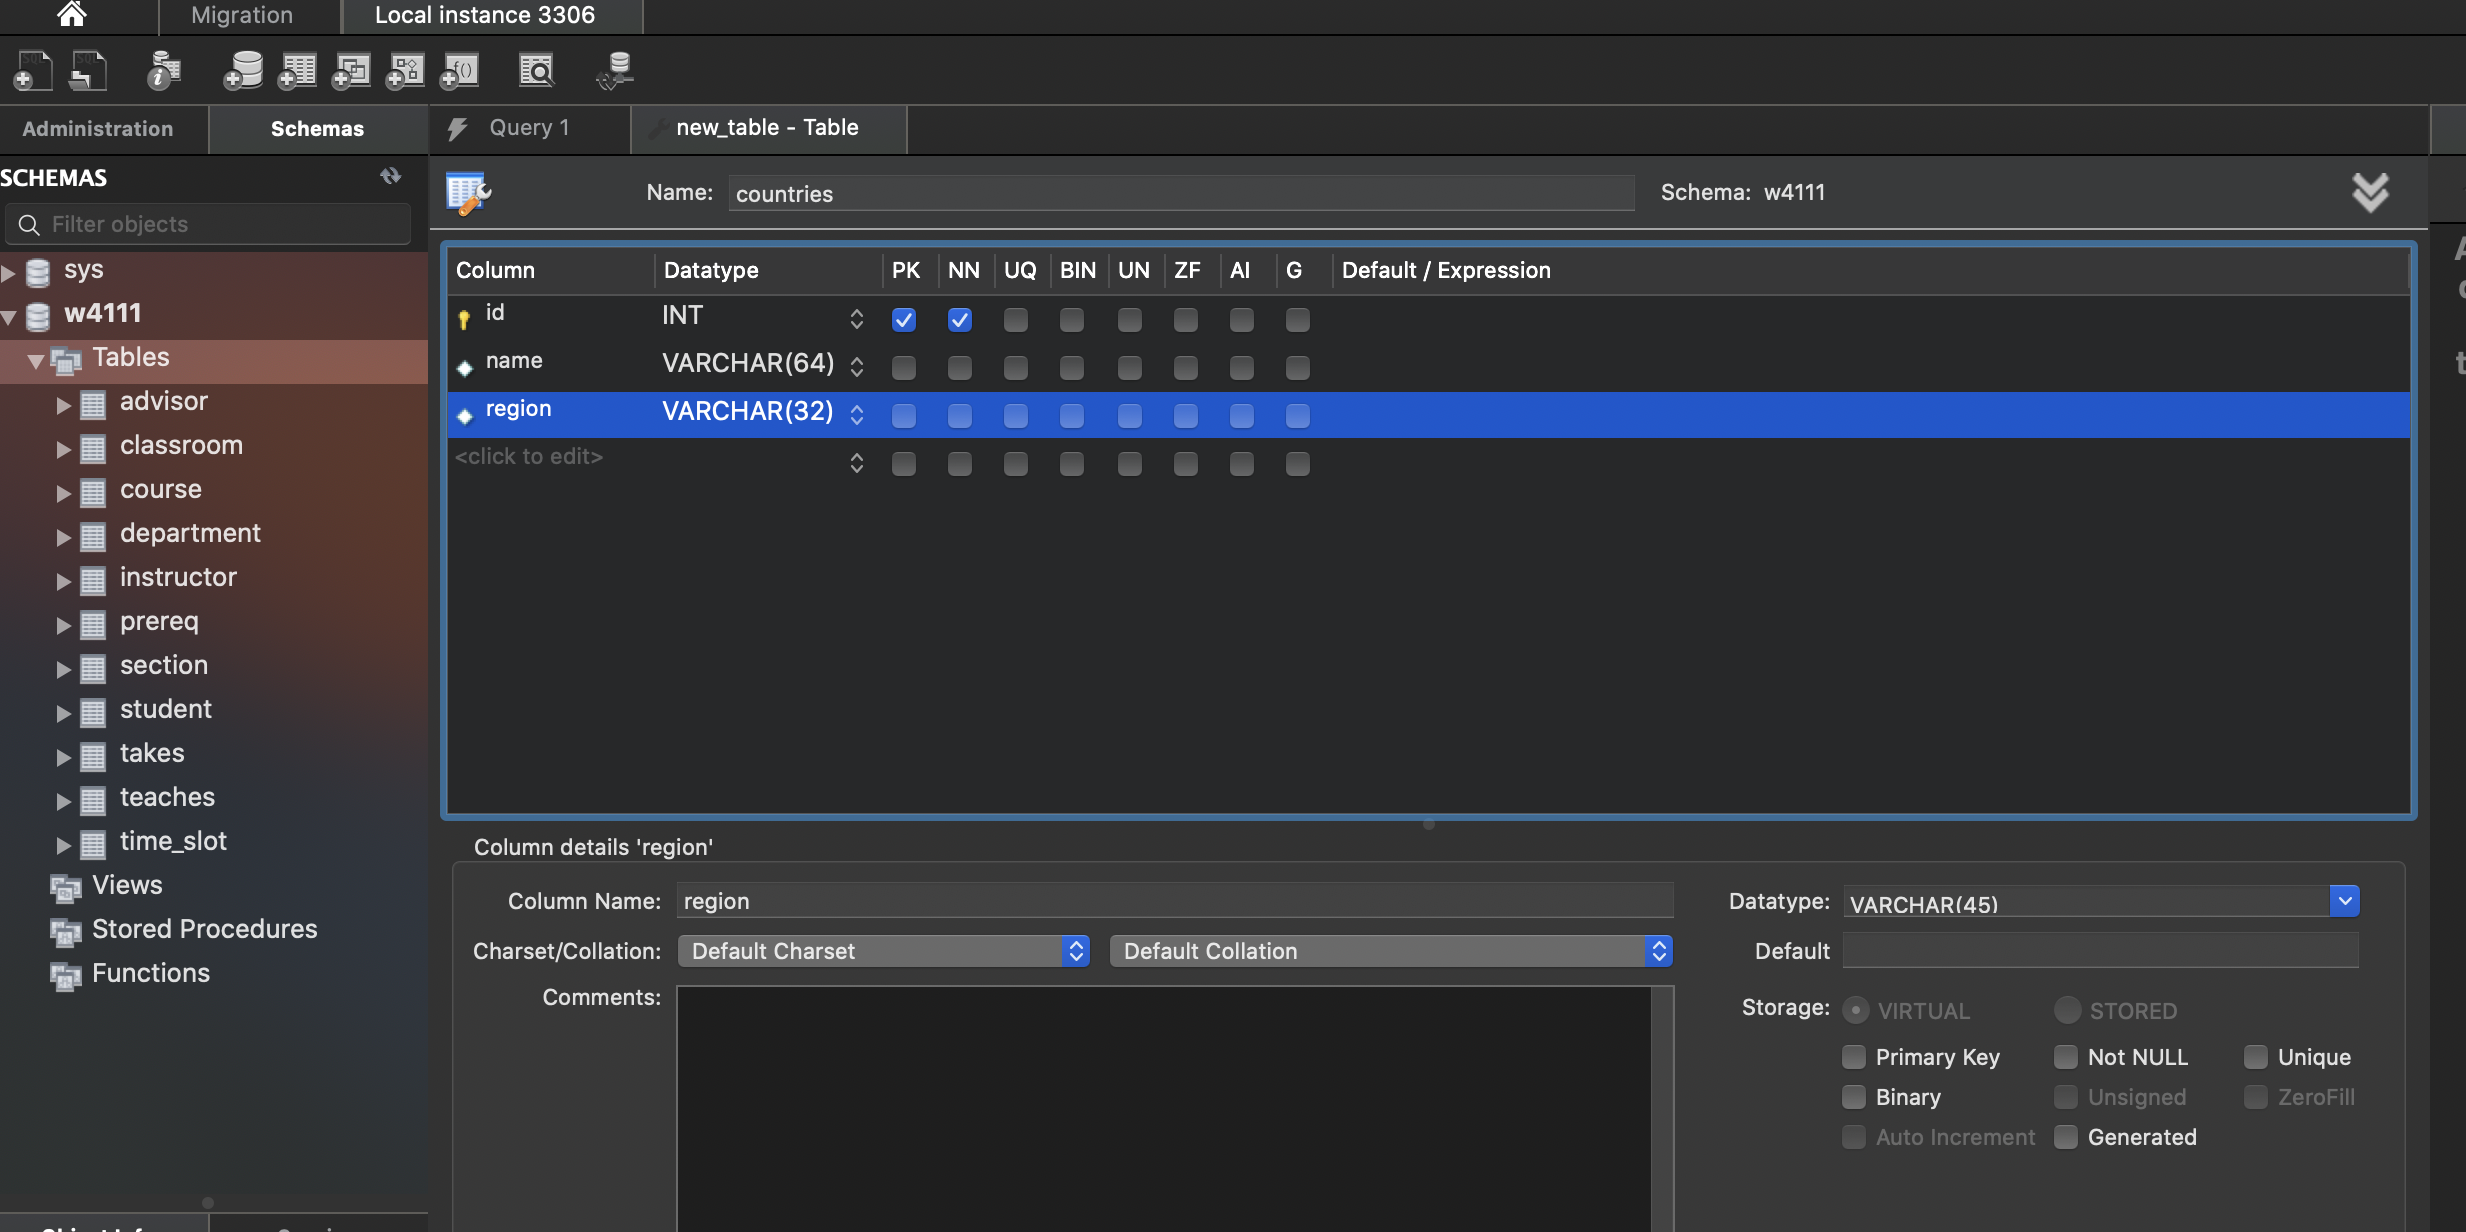 Migration
Local instance 3306
Administration
Schemas
Query 1
new_table - Table
SCHEMAS
Filter objects
sys
w4111
Tables
advisor
classroom
course
department
instructor
prereq
section
student
takes
teaches
time_slot
Views
Stored Procedures
Functions
Name: countries
Schema: w4111
Column Datatype PK NN UQ BIN UN ZF AI G Default / Expression
id INT
name VARCHAR(64)
region VARCHAR(32)
<click to edit>
Column details 'region'
Column Name: region
Datatype: VARCHAR(45)
Charset/Collation: Default Charset Default Collation
Default
Comments:
Storage: VIRTUAL STORED
Primary Key Not NULL Unique
Binary Unsigned ZeroFill
Auto Increment Generated